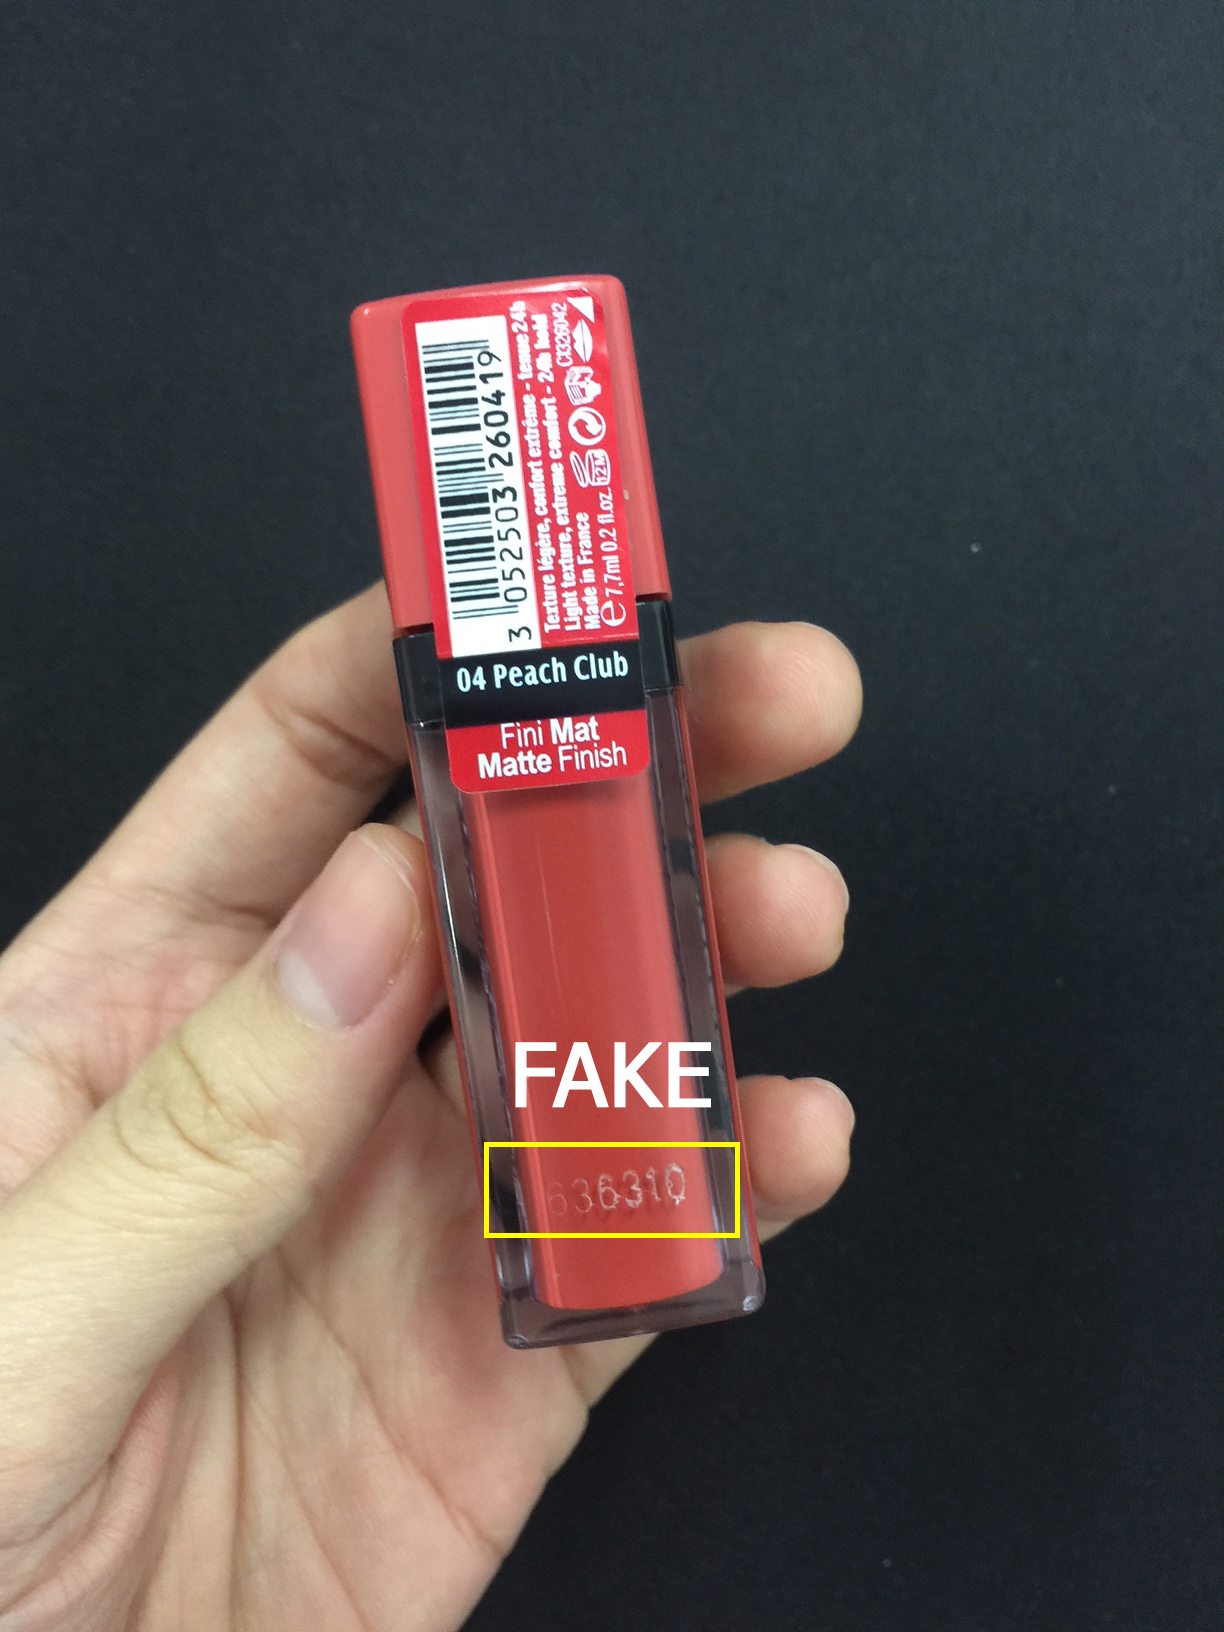 3 052503 260419
Texture légère, confort extrême - tenue 24h
Light texture, extreme comfort - 24h hold
Made in France
CI326042
12M
e 7,7ml 0.2 fl.oz.
04 Peach Club
Fini Mat
Matte Finish
FAKE
636310